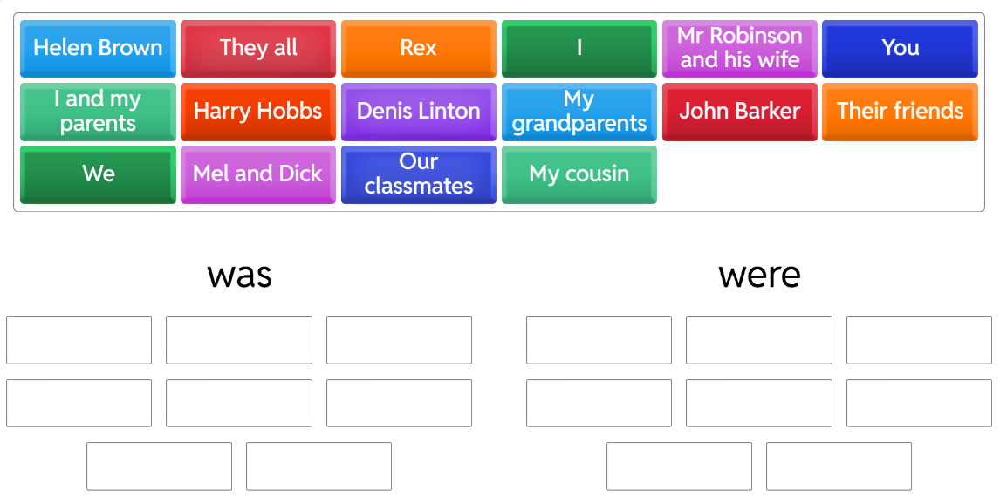 Helen Brown
They all
Rex
I
Mr Robinson
and his wife
You
I and my
parents
Harry Hobbs
Denis Linton
My
grandparents
John Barker
Their friends
We
Mel and Dick
Our
classmates
My cousin
was
were